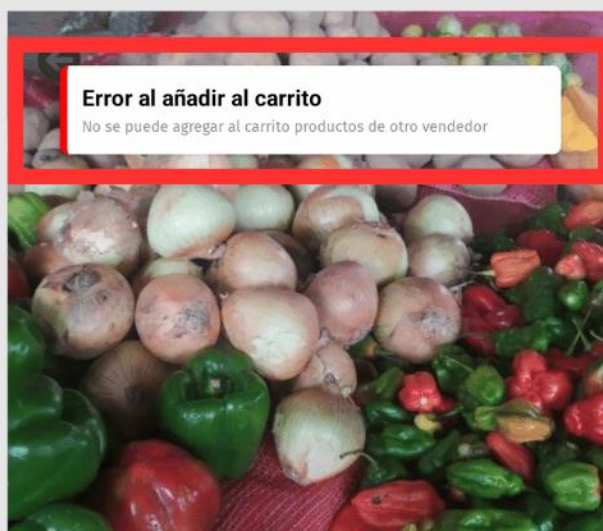 Error al añadir al carrito
No se puede agregar al carrito productos de otro vendedor